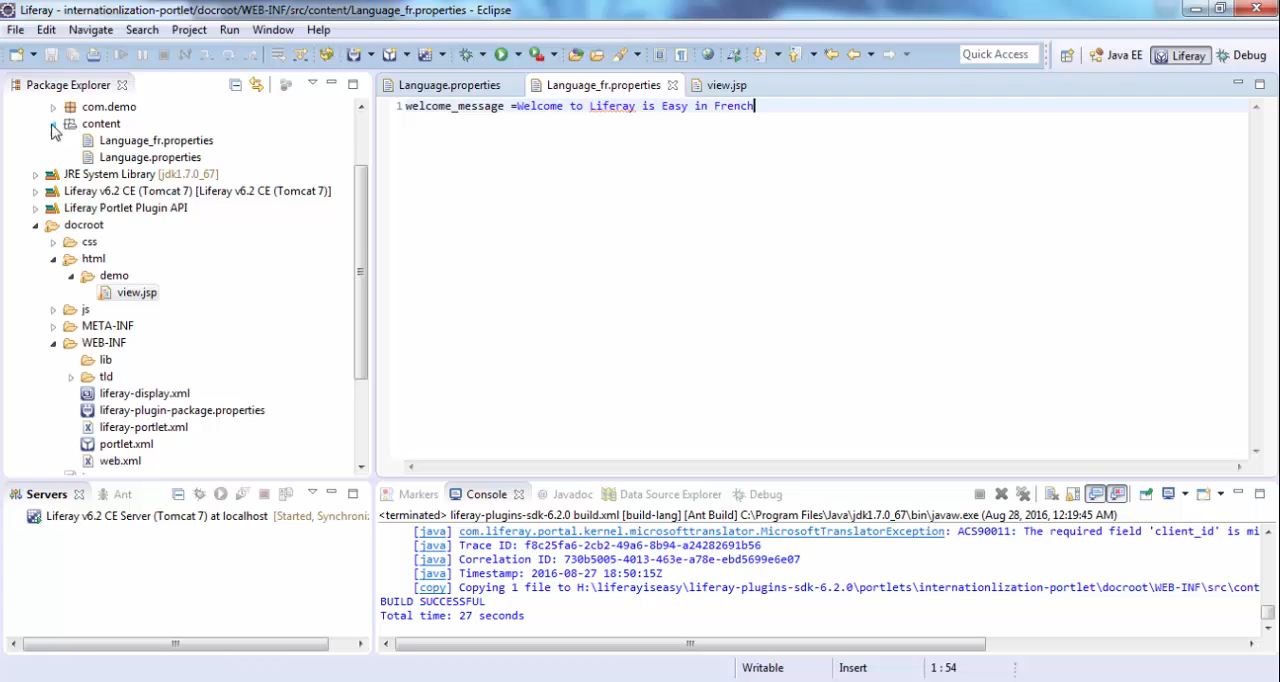 Liferay - internationlization-portlet/docroot/WEB-INF/src/content/Language_fr.properties - Eclipse
File Edit Navigate Search Project Run Window Help
Quick Access Java EE Liferay Debug
Package Explorer
Language.properties Language_fr.properties view.jsp
com.demo
content
Language_fr.properties
Language.properties
JRE System Library [jdk1.7.0_67]
Liferay v6.2 CE (Tomcat 7) [Liferay v6.2 CE (Tomcat 7)]
Liferay Portlet Plugin API
docroot
css
html
demo
view.jsp
js
META-INF
WEB-INF
lib
tld
liferay-display.xml
liferay-plugin-package.properties
liferay-portlet.xml
portlet.xml
web.xml
1 welcome_message =Welcome to Liferay is Easy in French
Servers Ant
Liferay v6.2 CE Server (Tomcat 7) at localhost [Started, Synchroni
Markers Console @ Javadoc Data Source Explorer Debug
<terminated> liferay-plugins-sdk-6.2.0 build.xml [build-lang] [Ant Build] C:\Program Files\Java\jdk1.7.0_67\bin\javaw.exe (Aug 28, 2016, 12:19:45 AM)
[java] com.liferay.portal.kernel.microsofttranslator.MicrosoftTranslatorException: ACS90011: The required field 'client_id' is mi
[java] Trace ID: f8c25fa6-2cb2-49a6-8b94-a24282691b56
[java] Correlation ID: 730b5005-4013-463e-a78e-ebd5699e6e07
[java] Timestamp: 2016-08-27 18:50:15Z
[copy] Copying 1 file to H:\liferayiseasy\liferay-plugins-sdk-6.2.0\portlets\internationlization-portlet\docroot\WEB-INF\src\cont
BUILD SUCCESSFUL
Total time: 27 seconds
Writable Insert 1 : 54